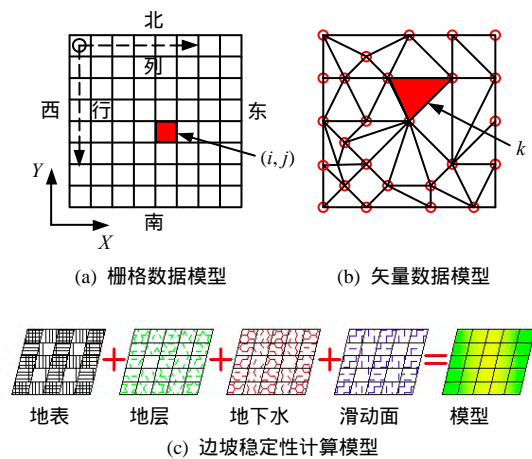 北
列
西
行
东
(i, j)
k
Y
X
南
(a) 栅格数据模型
(b) 矢量数据模型
地表
地层
地下水
滑动面
模型
(c) 边坡稳定性计算模型